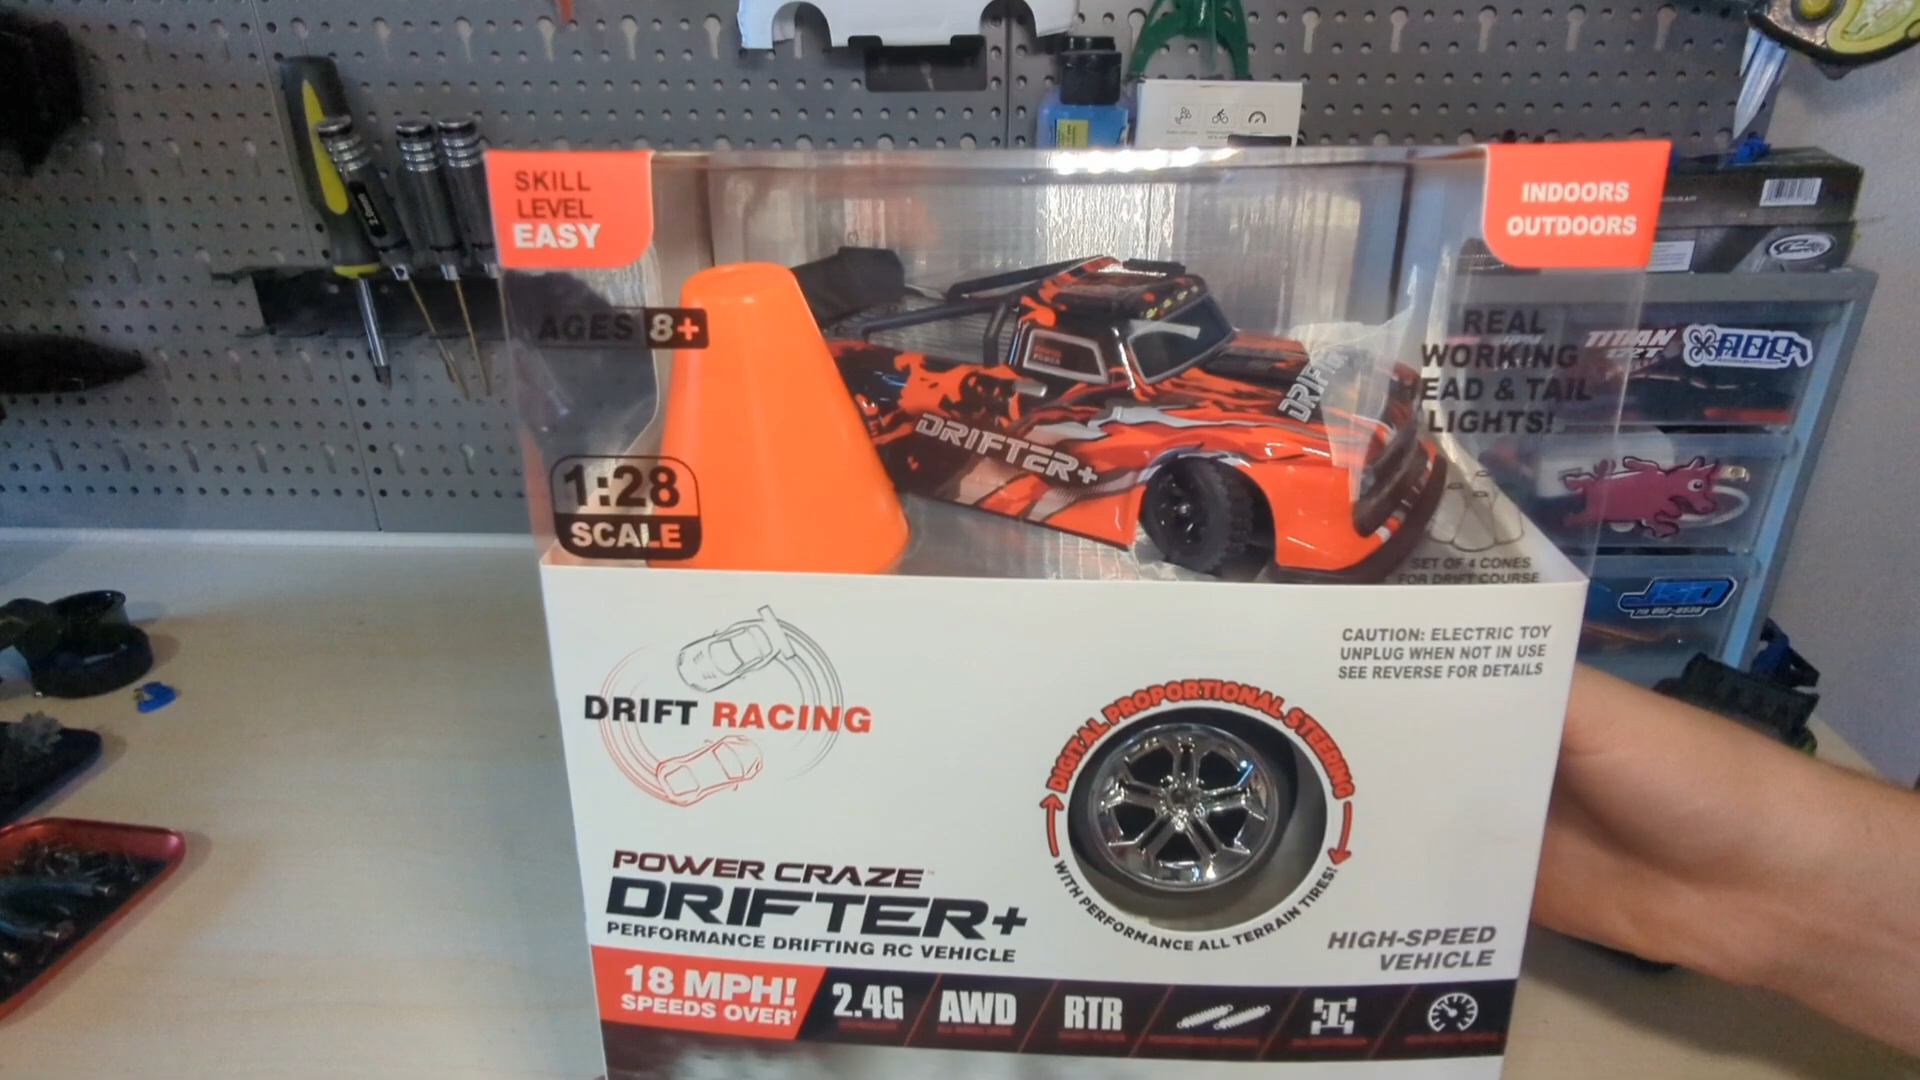 SKILL
LEVEL
EASY
INDOORS
OUTDOORS
AGES 8+
REAL
WORKING
HEAD & TAIL
LIGHTS!
1:28
SCALE
DRIFTER+
SET OF 4 CONES
FOR DRIFT COURSE
TITAN
JSD
CAUTION: ELECTRIC TOY
UNPLUG WHEN NOT IN USE
SEE REVERSE FOR DETAILS
DRIFT RACING
DIGITAL PROPORTIONAL STEERING
WITH PERFORMANCE ALL TERRAIN TIRES!
POWER CRAZE™
DRIFTER+
PERFORMANCE DRIFTING RC VEHICLE
HIGH-SPEED
VEHICLE
18 MPH!
SPEEDS OVER†
2.4G
AWD
RTR